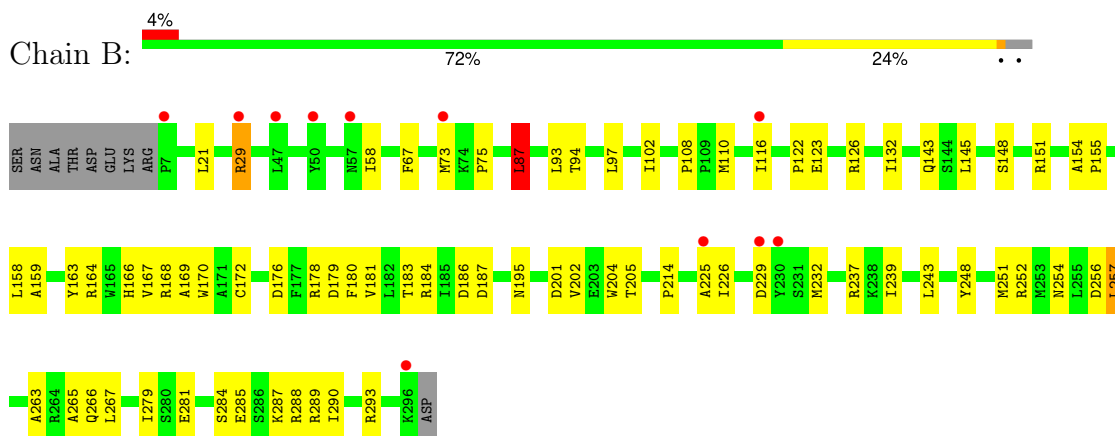 4%
Chain B:
72% 24% • •
SER ASN ALA THR ASP GLU LYS ARG P7 L21 R29 L47 Y50 N57 I58 F67 M73 K74 P75 L87 L93 T94 L97 I102 P108 P109 M110 I116 P122 E123 R126 I132 Q143 S144 L145 S148 R151 A154 P155
L158 A159 Y163 R164 W165 H166 V167 R168 A169 W170 A171 C172 D176 F177 R178 D179 F180 V181 L182 T183 R184 I185 D186 D187 N195 D201 V202 E203 W204 T205 P214 A225 I226 D229 Y230 S231 M232 R237 K238 I239 L243 Y248 M251 R252 M253 N254 L255 D256 L257
A263 R264 A265 Q266 L267 I279 S280 E281 S284 E285 S286 K287 R288 R289 I290 R293 K296 ASP